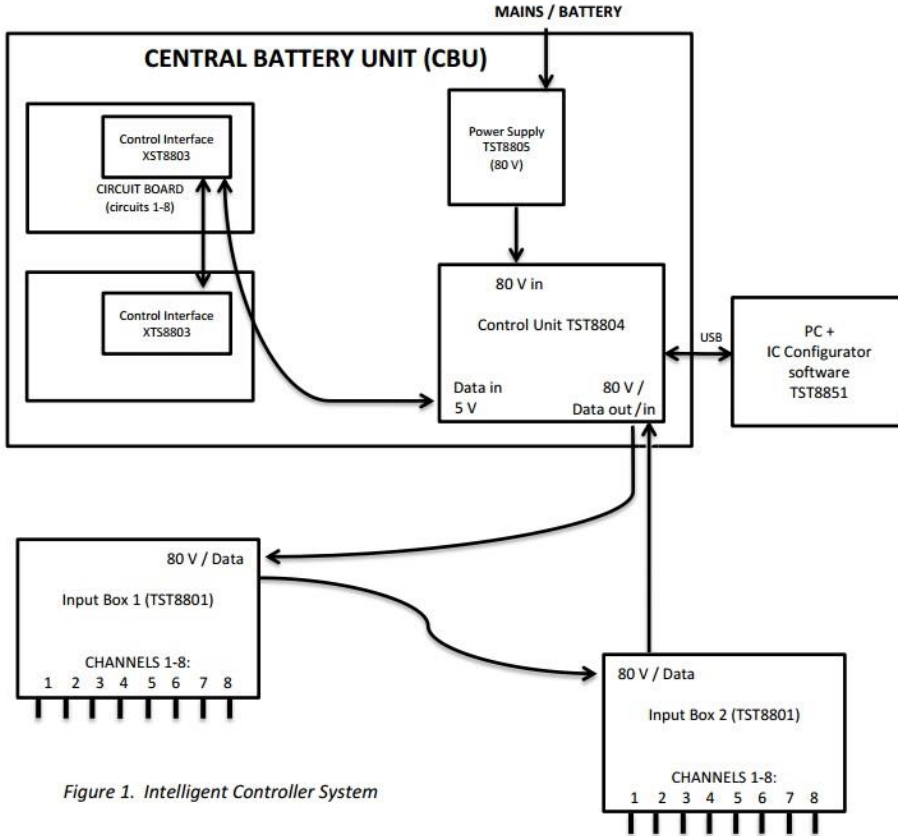 MAINS / BATTERY
CENTRAL BATTERY UNIT (CBU)
Control Interface
XST8803
CIRCUIT BOARD
(circuits 1-8)
Power Supply
TST8805
(80 V)
Control Interface
XTS8803
80 V in
Control Unit TST8804
Data in
5 V
80 V /
Data out /in
USB
PC +
IC Configurator
software
TST8851
80 V / Data
Input Box 1 (TST8801)
CHANNELS 1-8:
1 2 3 4 5 6 7 8
80 V / Data
Input Box 2 (TST8801)
CHANNELS 1-8:
1 2 3 4 5 6 7 8
Figure 1. Intelligent Controller System